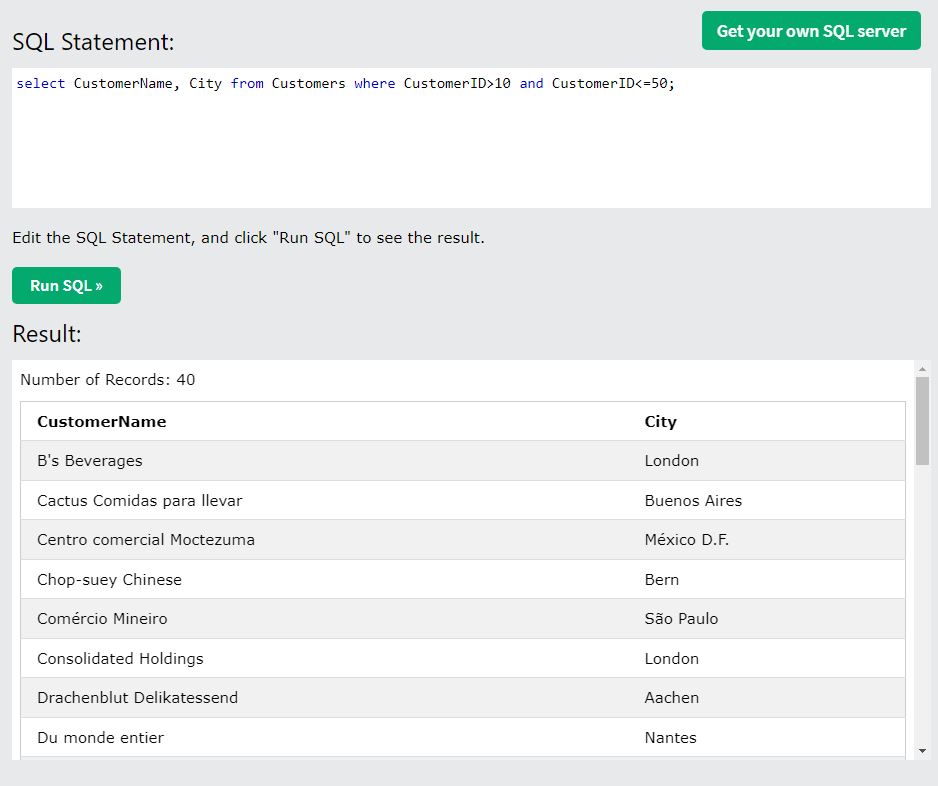 SQL Statement:
Get your own SQL server
select CustomerName, City from Customers where CustomerID>10 and CustomerID<=50;
Edit the SQL Statement, and click "Run SQL" to see the result.
Run SQL »
Result:
Number of Records: 40
CustomerName City
B's Beverages London
Cactus Comidas para llevar Buenos Aires
Centro comercial Moctezuma México D.F.
Chop-suey Chinese Bern
Comércio Mineiro São Paulo
Consolidated Holdings London
Drachenblut Delikatessend Aachen
Du monde entier Nantes